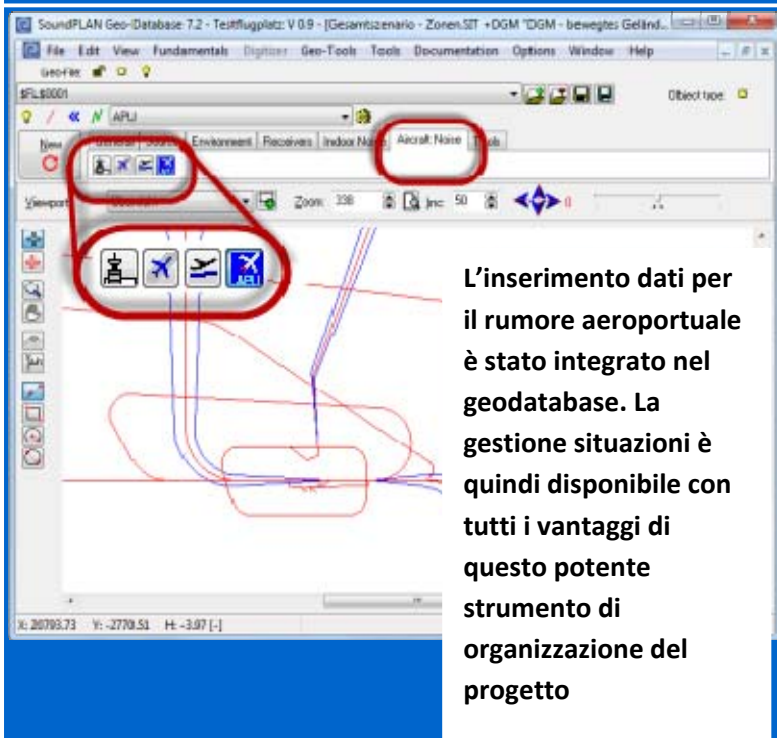 SoundPLAN Geo-Database 7.2 - Testflugplatz: V 0.9 - [Gesamtszenario - Zonen.SIT +DGM "DGM - bewegtes Geländ..
File Edit View Fundamentals Digitizer Geo-Tools Tools Documentation Options Window Help
Geo-File:
Object type:
APLI
New General Source Environment Receivers Indoor Noise Aircraft Noise Tools
Viewport Zoom: 338 Inc: 50 0
APLI
L’inserimento dati per
il rumore aeroportuale
è stato integrato nel
geodatabase. La
gestione situazioni è
quindi disponibile con
tutti i vantaggi di
questo potente
strumento di
organizzazione del
progetto
X: 20793.73 Y: -2770.51 H: -3.97 [-]